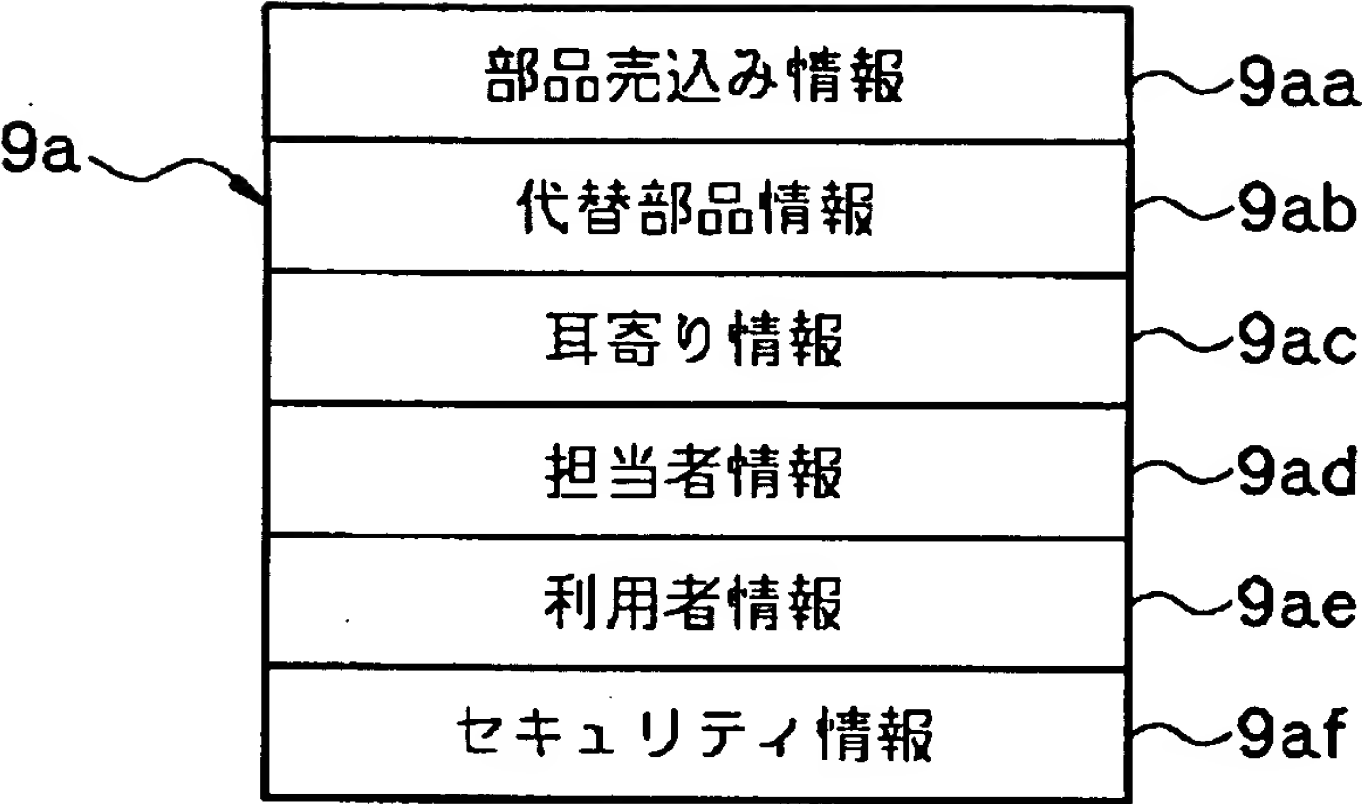 部品売込み情報 9aa
9a
代替部品情報 9ab
耳寄り情報 9ac
担当者情報 9ad
利用者情報 9ae
セキュリティ情報 9af